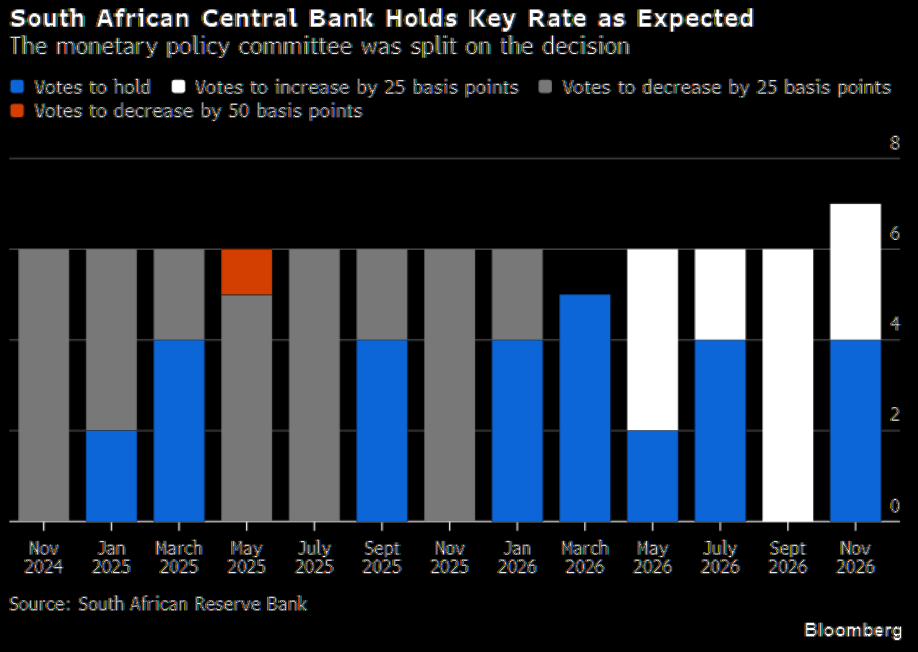 South African Central Bank Holds Key Rate as Expected
The monetary policy committee was split on the decision
Votes to hold Votes to increase by 25 basis points Votes to decrease by 25 basis points
Votes to decrease by 50 basis points
8
6
4
2
0
Nov Jan March May July Sept Nov Jan March May July Sept Nov
2024 2025 2025 2025 2025 2025 2025 2026 2026 2026 2026 2026 2026
Source: South African Reserve Bank
Bloomberg